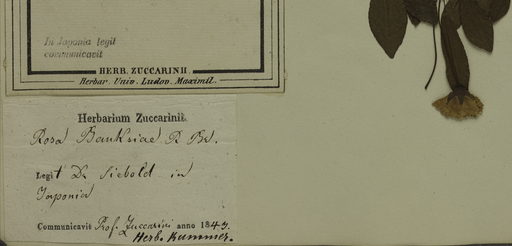 In Japonia legit
communicavit
HERB. ZUCCARINII.
Herbar. Univ. Ludov. Maximil.
Herbarium Zuccarinii.
Rosa Banksiae R. Br.
Legit Dr Siebold in
Japonia
Communicavit Prof. Zuccarini anno 1843.
Herb. Kummer.